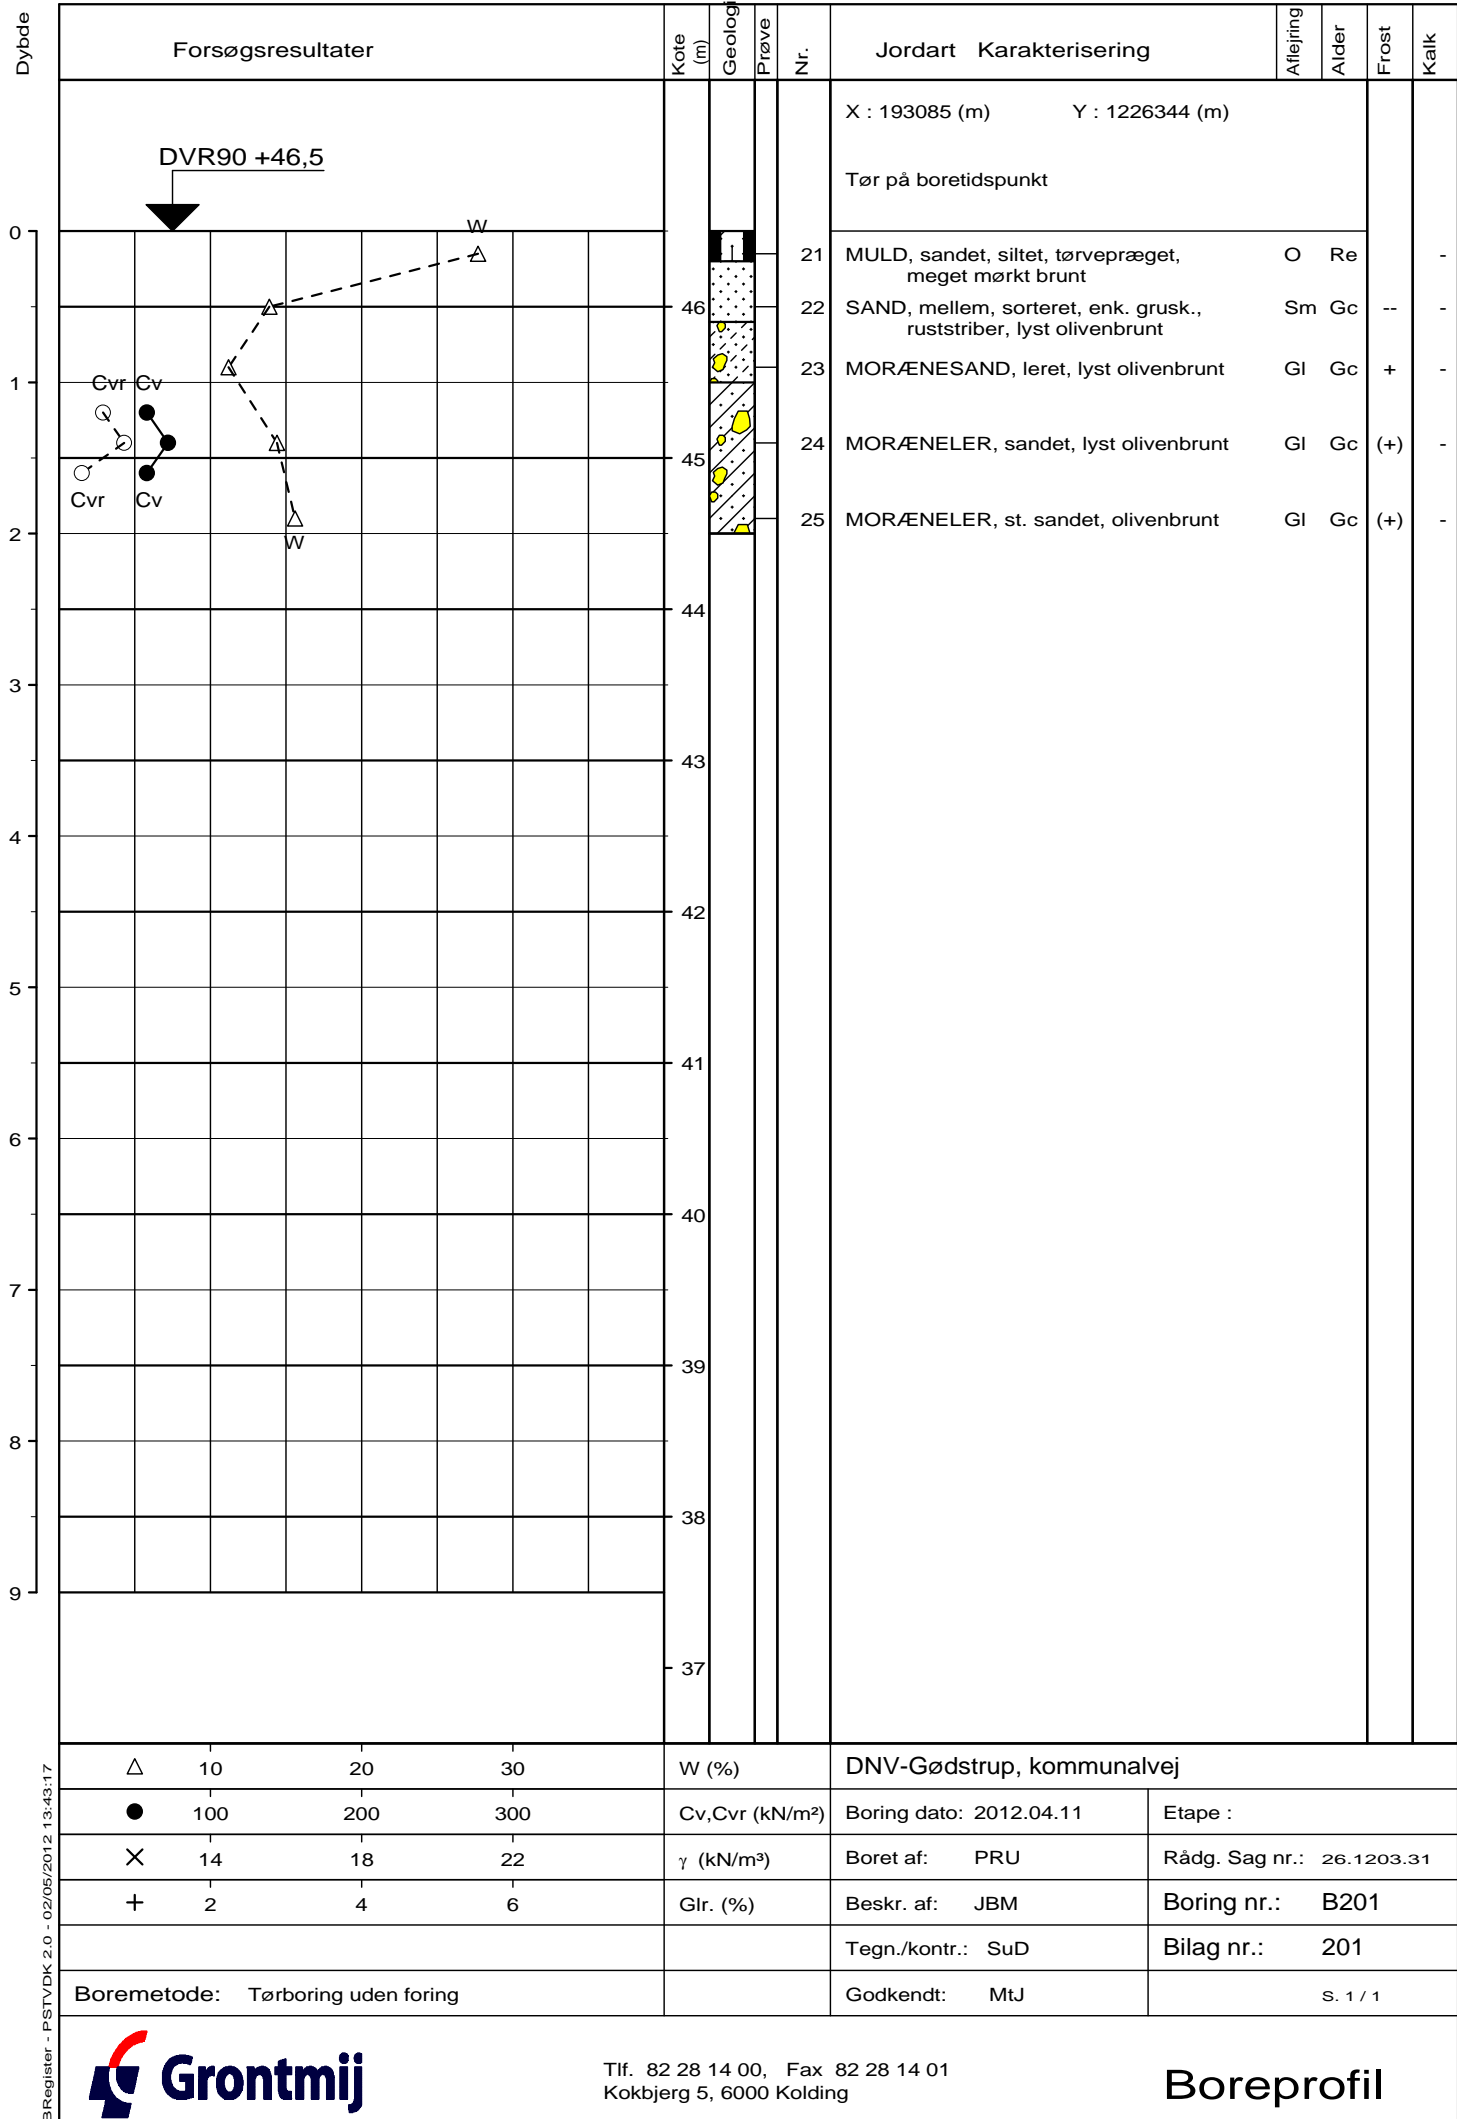 Dybde
Forsøgsresultater
Kote (m)
Geologi
Prøve
Nr.
Jordart Karakterisering
Aflejring
Alder
Frost
Kalk
X : 193085 (m) Y : 1226344 (m)
DVR90 +46,5
Tør på boretidspunkt
W
0
21 MULD, sandet, siltet, tørvepræget, O Re -
meget mørkt brunt
46 22 SAND, mellem, sorteret, enk. grusk., Sm Gc -- -
ruststriber, lyst olivenbrunt
23 MORÆNESAND, leret, lyst olivenbrunt Gl Gc + -
1
Cvr Cv
24 MORÆNELER, sandet, lyst olivenbrunt Gl Gc (+) -
45
Cvr Cv
25 MORÆNELER, st. sandet, olivenbrunt Gl Gc (+) -
2
W
44
3
43
4
42
5
41
6
40
7
39
8
38
9
37
10 20 30 W (%)
100 200 300 Cv,Cvr (kN/m²)
14 18 22 γ (kN/m³)
2 4 6 Glr. (%)
DNV-Gødstrup, kommunalvej
Boring dato: 2012.04.11 Etape :
Boret af: PRU Rådg. Sag nr.: 26.1203.31
Beskr. af: JBM Boring nr.: B201
Tegn./kontr.: SuD Bilag nr.: 201
Boremetode: Tørboring uden foring
Godkendt: MtJ S. 1 / 1
BRegister - PSTVDK 2.0 - 02/05/2012 13:43:17
Grontmij
Tlf. 82 28 14 00, Fax 82 28 14 01
Kokbjerg 5, 6000 Kolding
Boreprofil